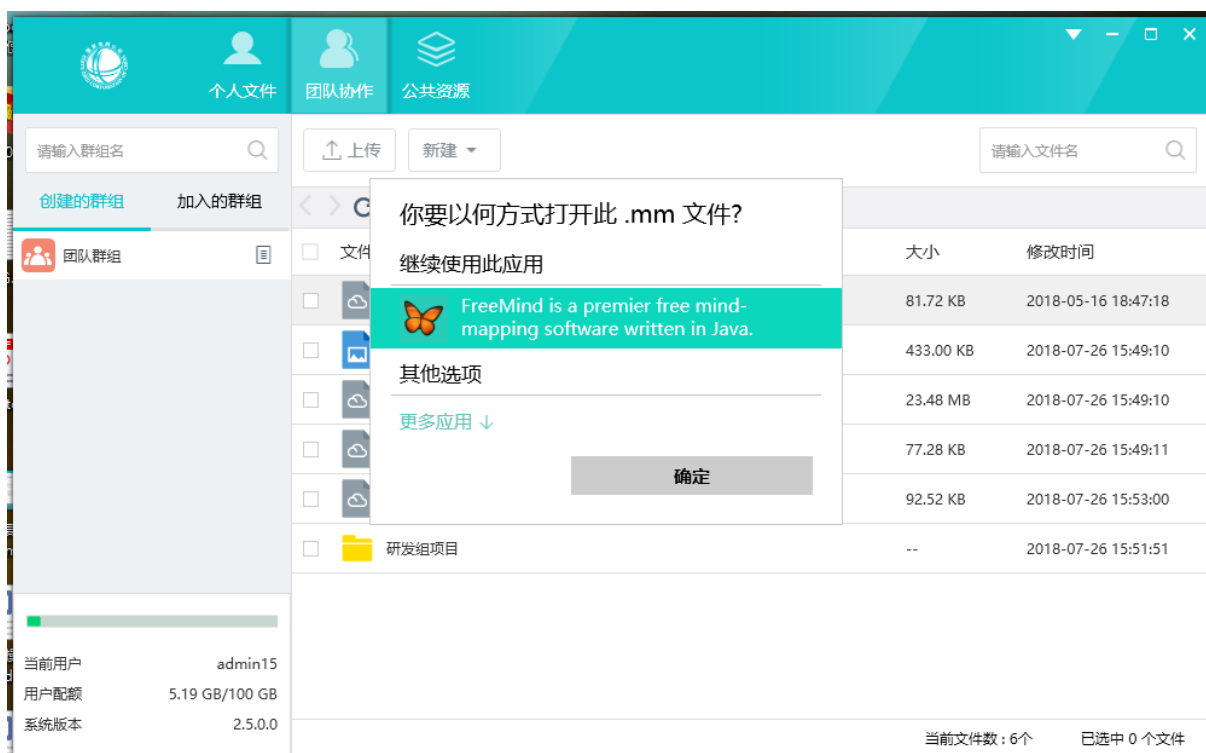 个人文件
团队协作
公共资源
请输入群组名
上传
新建
请输入文件名
创建的群组
加入的群组
团队群组
文件
大小
修改时间
你要以何方式打开此 .mm 文件?
继续使用此应用
FreeMind is a premier free mind-
mapping software written in Java.
其他选项
更多应用
确定
81.72 KB
2018-05-16 18:47:18
433.00 KB
2018-07-26 15:49:10
23.48 MB
2018-07-26 15:49:10
77.28 KB
2018-07-26 15:49:11
92.52 KB
2018-07-26 15:53:00
研发组项目
--
2018-07-26 15:51:51
当前用户
admin15
用户配额
5.19 GB/100 GB
系统版本
2.5.0.0
当前文件数 : 6个
已选中 0 个文件